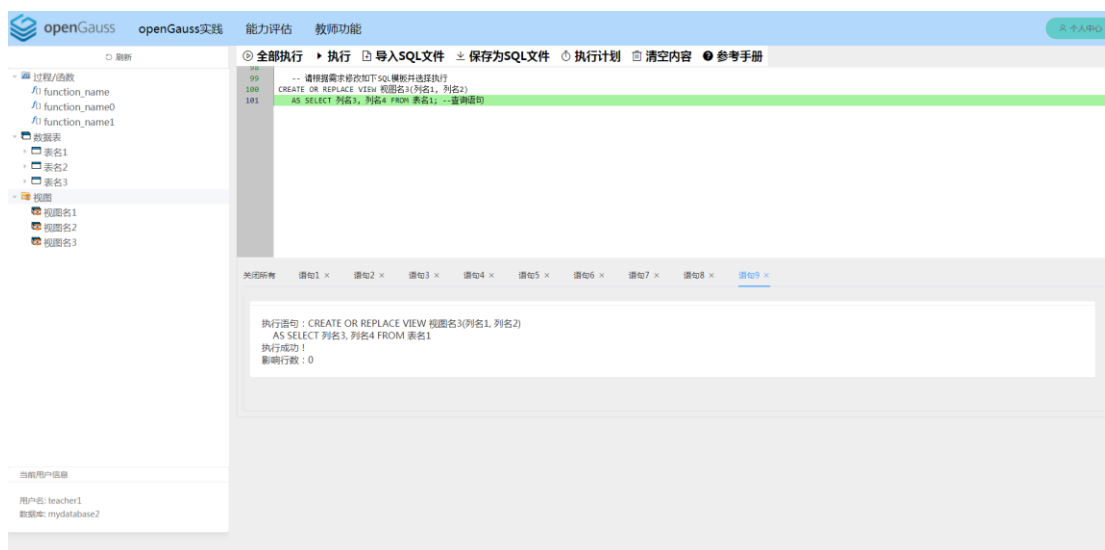 openGauss openGauss实践 能力评估 教师功能 个人中心
刷新
全部执行 执行 导入SQL文件 保存为SQL文件 执行计划 清空内容 参考手册
过程/函数
f() function_name
f() function_name0
f() function_name1
数据表
表名1
表名2
表名3
视图
视图名1
视图名2
视图名3
98
99 -- 请根据需求修改如下SQL模板并选择执行
100 CREATE OR REPLACE VIEW 视图名3(列名1, 列名2)
101 AS SELECT 列名3, 列名4 FROM 表名1; --查询语句
关闭所有 语句1 × 语句2 × 语句3 × 语句4 × 语句5 × 语句6 × 语句7 × 语句8 × 语句9 ×
执行语句：CREATE OR REPLACE VIEW 视图名3(列名1, 列名2)
AS SELECT 列名3, 列名4 FROM 表名1
执行成功！
影响行数：0
当前用户信息
用户名: teacher1
数据库: mydatabase2